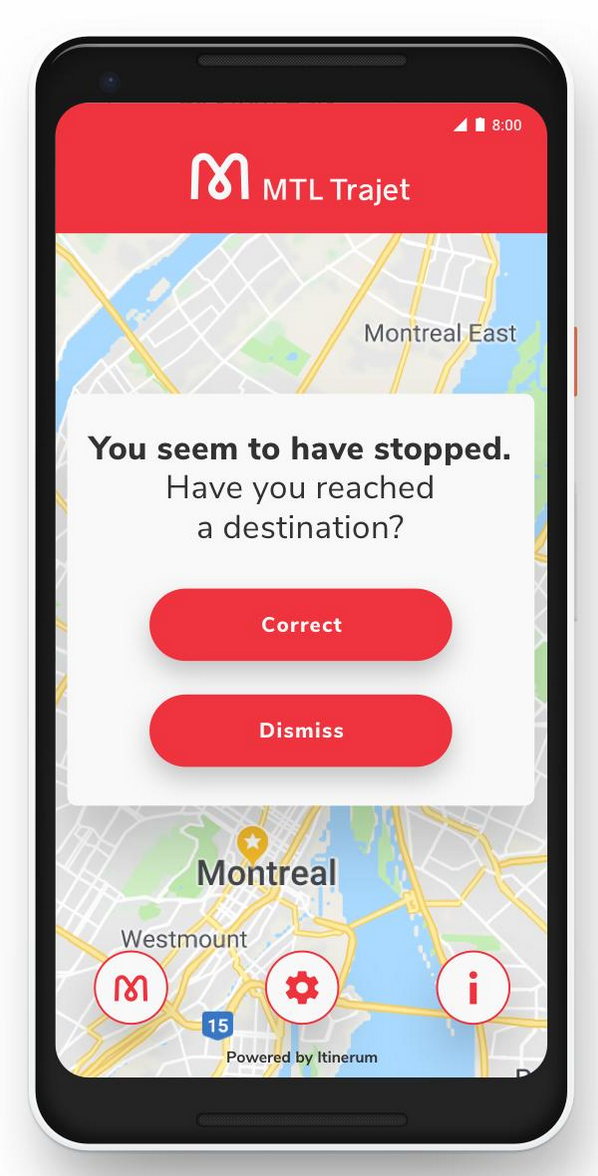 8:00
MTL Trajet
Montreal East
You seem to have stopped.
Have you reached
a destination?
Correct
Dismiss
Montreal
Westmount
15
Powered by Itinerum